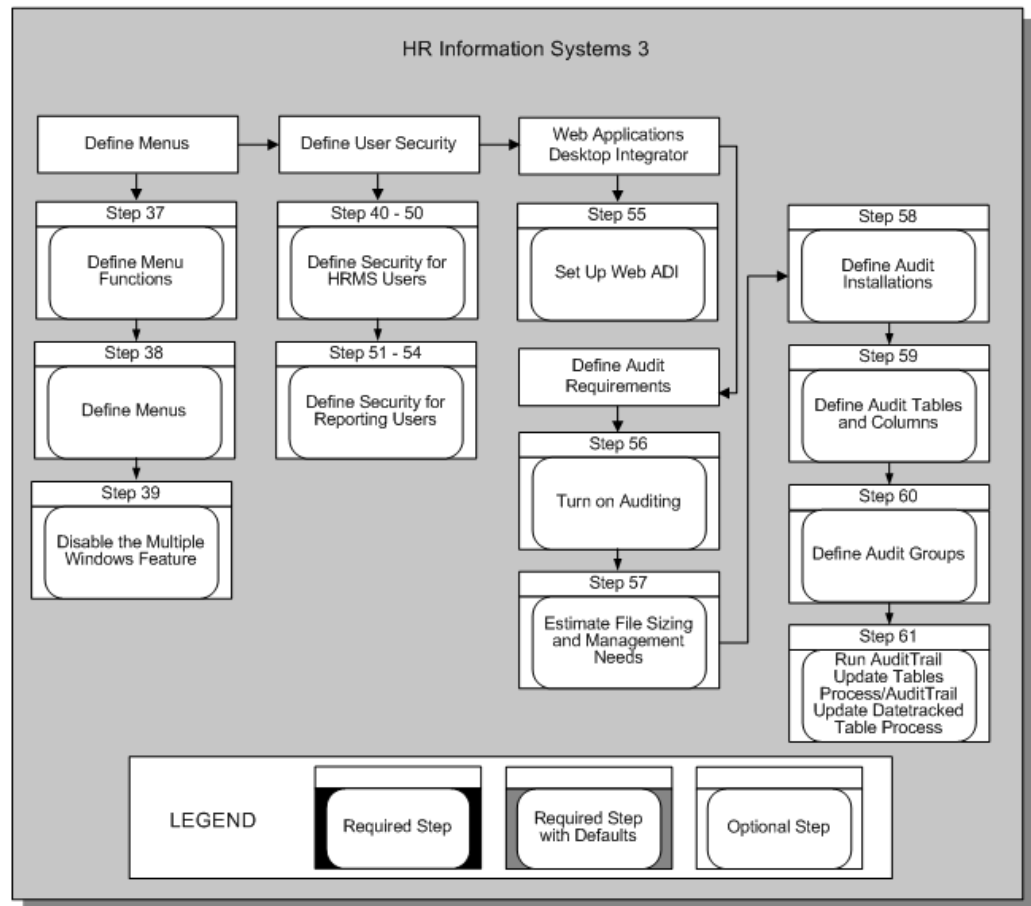 HR Information Systems 3
Define Menus
Define User Security
Web Applications
Desktop Integrator
Step 37
Define Menu
Functions
Step 38
Define Menus
Step 39
Disable the Multiple
Windows Feature
Step 40 - 50
Define Security for
HRMS Users
Step 51 - 54
Define Security for
Reporting Users
Step 55
Set Up Web ADI
Define Audit
Requirements
Step 56
Turn on Auditing
Step 57
Estimate File Sizing
and Management
Needs
Step 58
Define Audit
Installations
Step 59
Define Audit Tables
and Columns
Step 60
Define Audit Groups
Step 61
Run AuditTrail
Update Tables
Process/AuditTrail
Update Datetracked
Table Process
LEGEND
Required Step
Required Step
with Defaults
Optional Step